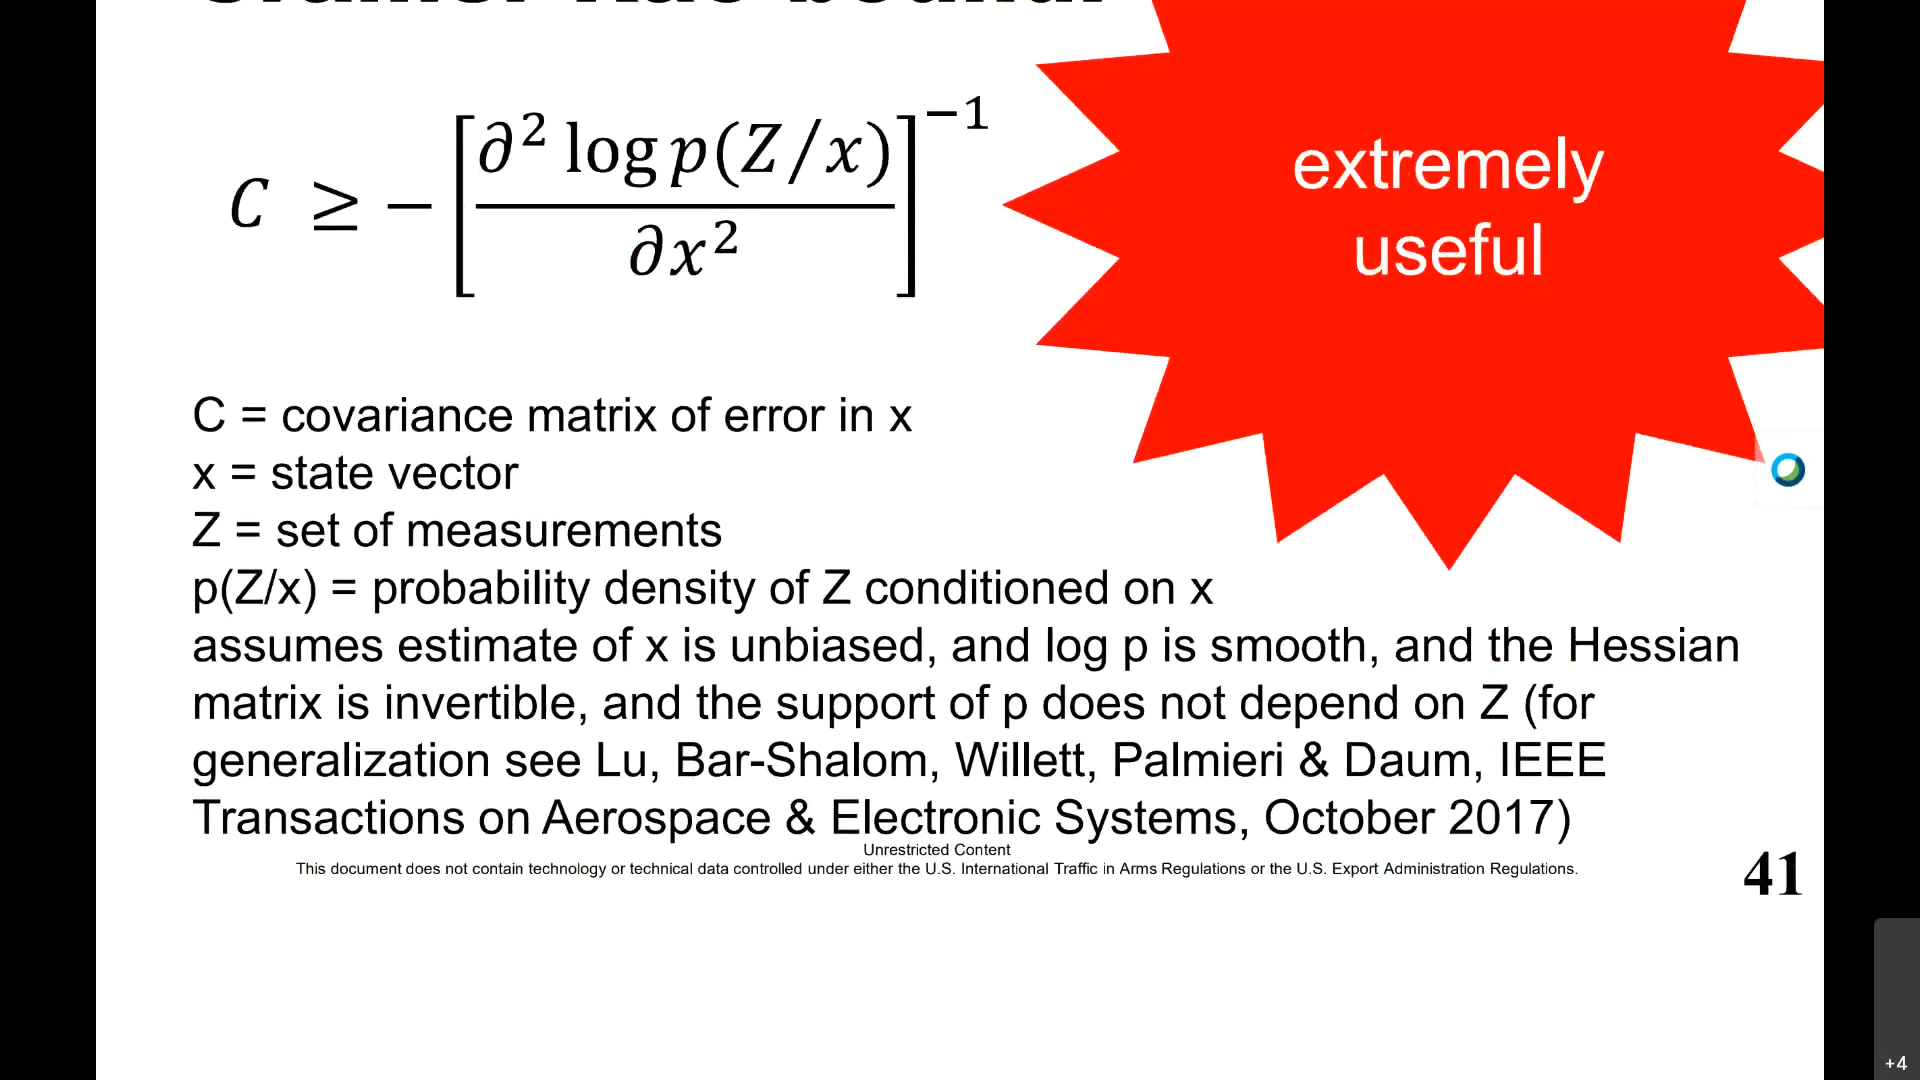 C ≥ − [∂² log p(Z/x) / ∂x²]⁻¹
extremely
useful
C = covariance matrix of error in x
x = state vector
Z = set of measurements
p(Z/x) = probability density of Z conditioned on x
assumes estimate of x is unbiased, and log p is smooth, and the Hessian
matrix is invertible, and the support of p does not depend on Z (for
generalization see Lu, Bar-Shalom, Willett, Palmieri & Daum, IEEE
Transactions on Aerospace & Electronic Systems, October 2017)
Unrestricted Content
This document does not contain technology or technical data controlled under either the U.S. International Traffic in Arms Regulations or the U.S. Export Administration Regulations.
41
+4